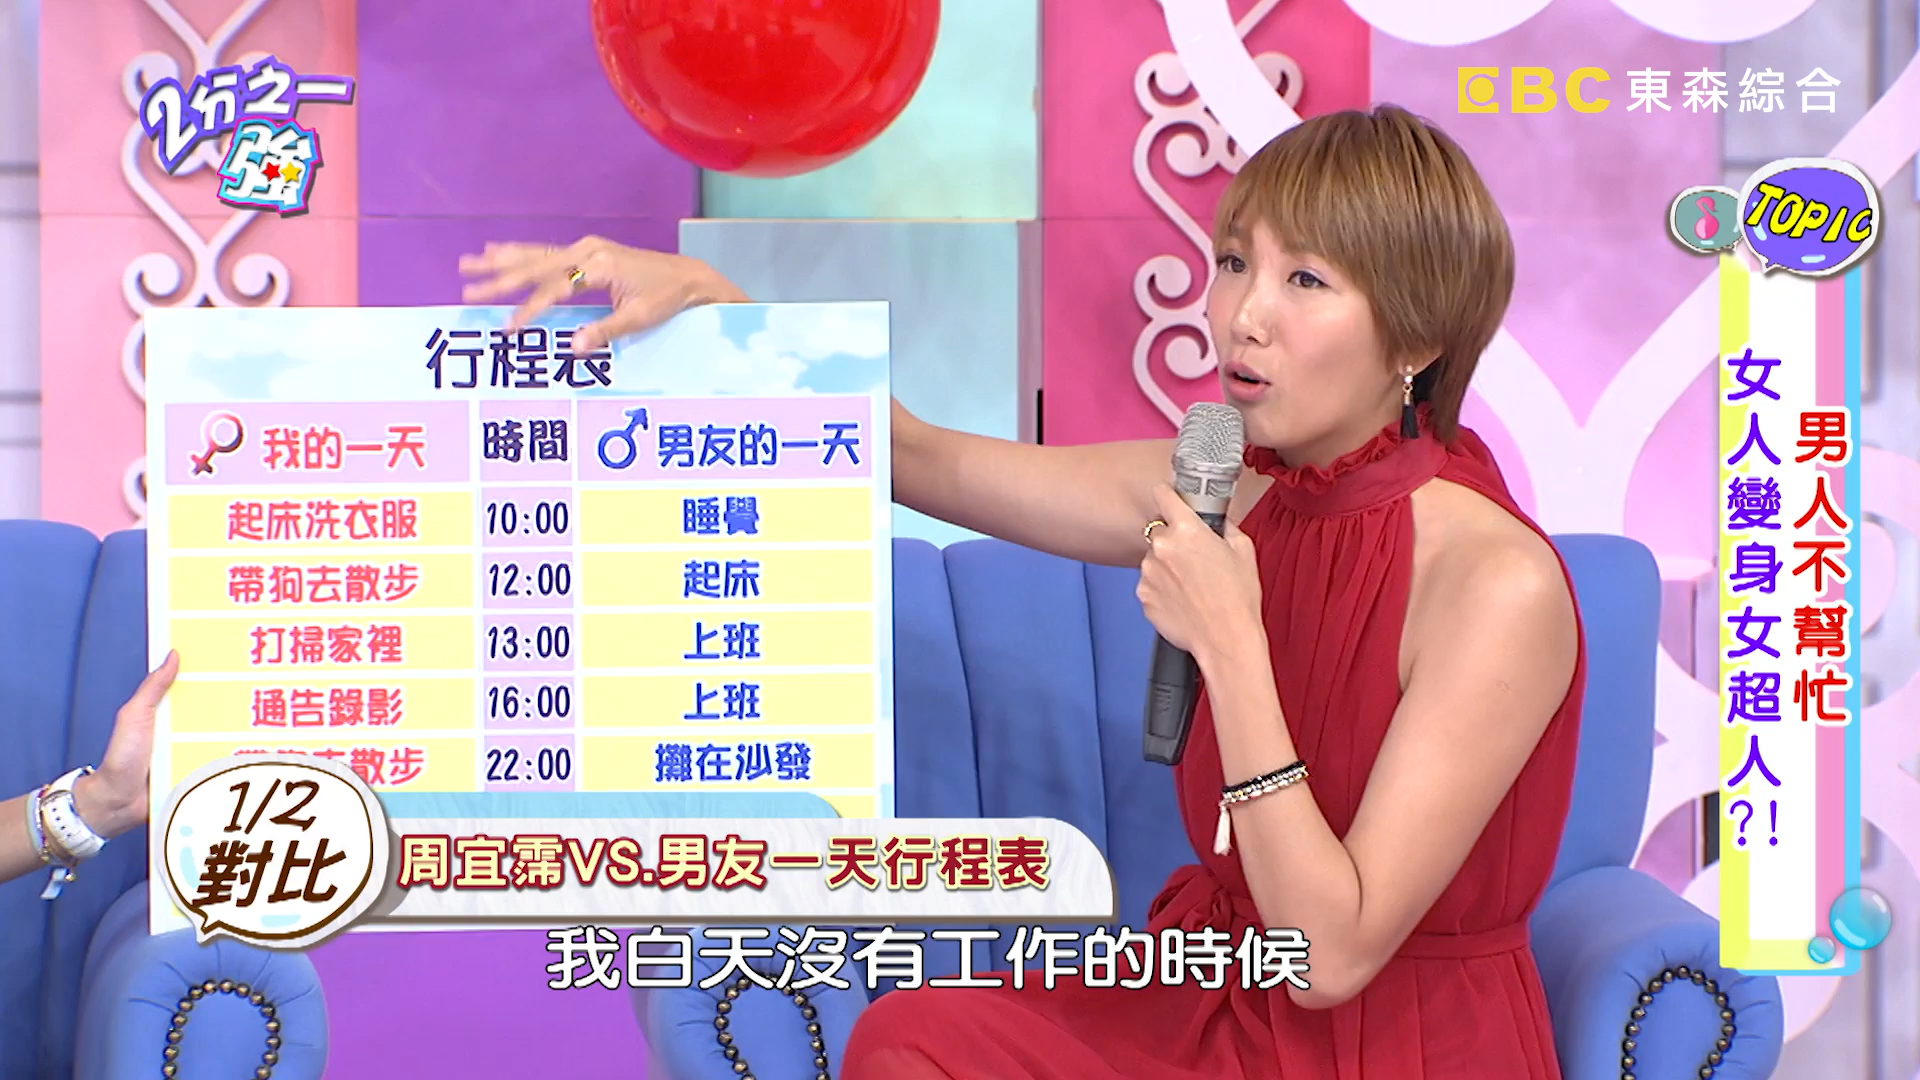 2分之一
強
EBC 東森綜合
TOPIC
男人不幫忙
女人變身女超人?!
行程表
我的一天 時間 男友的一天
起床洗衣服 10:00 睡覺
帶狗去散步 12:00 起床
打掃家裡 13:00 上班
通告錄影 16:00 上班
散步 22:00 攤在沙發
1/2
對比
周宜霈VS.男友一天行程表
我白天沒有工作的時候